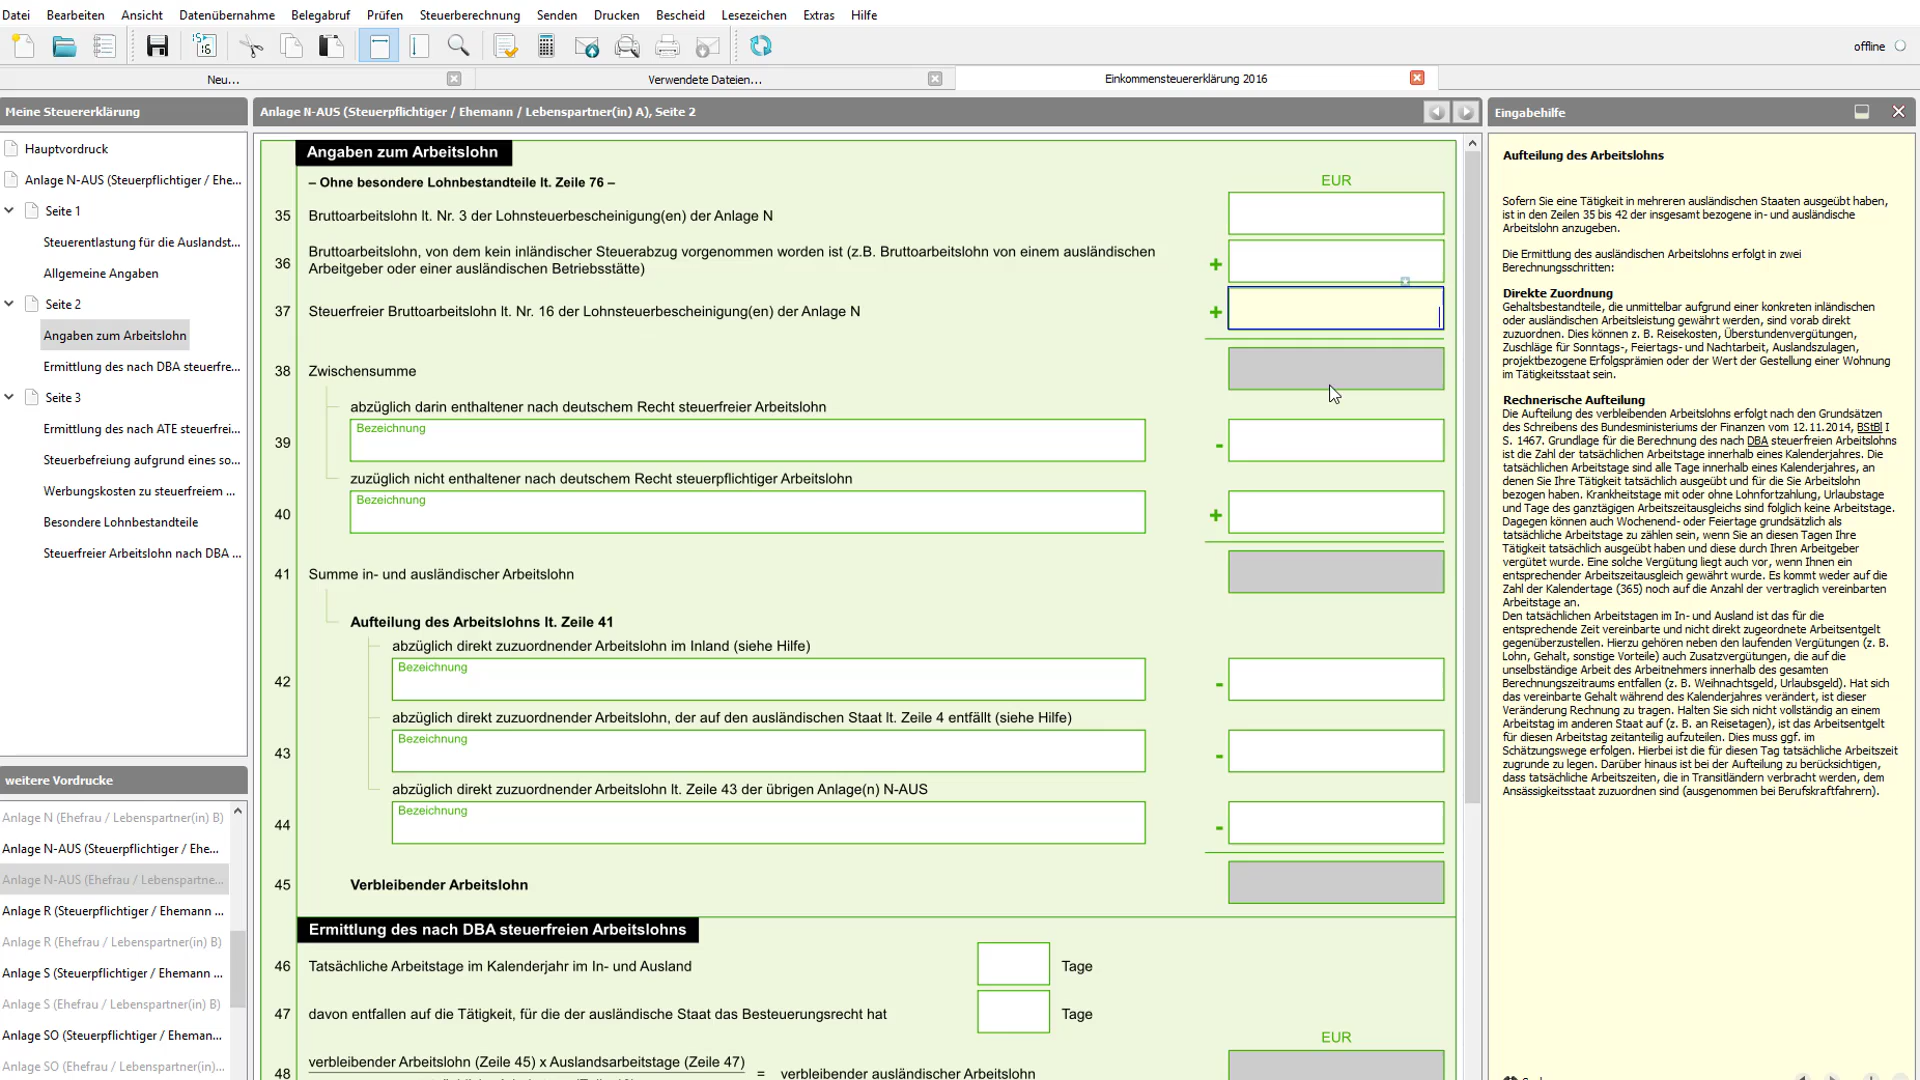 Datei Bearbeiten Ansicht Datenübernahme Belegabruf Prüfen Steuerberechnung Senden Drucken Bescheid Lesezeichen Extras Hilfe
offline
Neu... Verwendete Dateien... Einkommensteuererklärung 2016
Meine Steuererklärung
Hauptvordruck
Anlage N-AUS (Steuerpflichtiger / Ehe...
Seite 1
Steuerentlastung für die Auslandst...
Allgemeine Angaben
Seite 2
Angaben zum Arbeitslohn
Ermittlung des nach DBA steuerfre...
Seite 3
Ermittlung des nach ATE steuerfrei...
Steuerbefreiung aufgrund eines so...
Werbungskosten zu steuerfreiem ...
Besondere Lohnbestandteile
Steuerfreier Arbeitslohn nach DBA ...
weitere Vordrucke
Anlage N (Ehefrau / Lebenspartner(in) B)
Anlage N-AUS (Steuerpflichtiger / Ehe...
Anlage N-AUS (Ehefrau / Lebenspartne...
Anlage R (Steuerpflichtiger / Ehemann ...
Anlage R (Ehefrau / Lebenspartner(in) B)
Anlage S (Steuerpflichtiger / Ehemann ...
Anlage S (Ehefrau / Lebenspartner(in) B)
Anlage SO (Steuerpflichtiger / Eheman...
Anlage SO (Ehefrau / Lebenspartner(in)...
Anlage N-AUS (Steuerpflichtiger / Ehemann / Lebenspartner(in) A), Seite 2
Angaben zum Arbeitslohn
– Ohne besondere Lohnbestandteile lt. Zeile 76 –
EUR
35 Bruttoarbeitslohn lt. Nr. 3 der Lohnsteuerbescheinigung(en) der Anlage N
36 Bruttoarbeitslohn, von dem kein inländischer Steuerabzug vorgenommen worden ist (z.B. Bruttoarbeitslohn von einem ausländischen
Arbeitgeber oder einer ausländischen Betriebsstätte) +
37 Steuerfreier Bruttoarbeitslohn lt. Nr. 16 der Lohnsteuerbescheinigung(en) der Anlage N +
38 Zwischensumme
abzüglich darin enthaltener nach deutschem Recht steuerfreier Arbeitslohn
39 Bezeichnung -
zuzüglich nicht enthaltener nach deutschem Recht steuerpflichtiger Arbeitslohn
40 Bezeichnung +
41 Summe in- und ausländischer Arbeitslohn
Aufteilung des Arbeitslohns lt. Zeile 41
abzüglich direkt zuzuordnender Arbeitslohn im Inland (siehe Hilfe)
42 Bezeichnung -
abzüglich direkt zuzuordnender Arbeitslohn, der auf den ausländischen Staat lt. Zeile 4 entfällt (siehe Hilfe)
43 Bezeichnung -
abzüglich direkt zuzuordnender Arbeitslohn lt. Zeile 43 der übrigen Anlage(n) N-AUS
44 Bezeichnung -
45 Verbleibender Arbeitslohn
Ermittlung des nach DBA steuerfreien Arbeitslohns
46 Tatsächliche Arbeitstage im Kalenderjahr im In- und Ausland Tage
47 davon entfallen auf die Tätigkeit, für die der ausländische Staat das Besteuerungsrecht hat Tage
EUR
verbleibender Arbeitslohn (Zeile 45) x Auslandsarbeitstage (Zeile 47)
48 = verbleibender ausländischer Arbeitslohn
Eingabehilfe
Aufteilung des Arbeitslohns
Sofern Sie eine Tätigkeit in mehreren ausländischen Staaten ausgeübt haben,
ist in den Zeilen 35 bis 42 der insgesamt bezogene in- und ausländische
Arbeitslohn anzugeben.
Die Ermittlung des ausländischen Arbeitslohns erfolgt in zwei
Berechnungsschritten:
Direkte Zuordnung
Gehaltsbestandteile, die unmittelbar aufgrund einer konkreten inländischen
oder ausländischen Arbeitsleistung gewährt werden, sind vorab direkt
zuzuordnen. Dies können z. B. Reisekosten, Überstundenvergütungen,
Zuschläge für Sonntags-, Feiertags- und Nachtarbeit, Auslandszulagen,
projektbezogene Erfolgsprämien oder der Wert der Gestellung einer Wohnung
im Tätigkeitsstaat sein.
Rechnerische Aufteilung
Die Aufteilung des verbleibenden Arbeitslohns erfolgt nach den Grundsätzen
des Schreibens des Bundesministeriums der Finanzen vom 12.11.2014, BStBl I
S. 1467. Grundlage für die Berechnung des nach DBA steuerfreien Arbeitslohns
ist die Zahl der tatsächlichen Arbeitstage innerhalb eines Kalenderjahres. Die
tatsächlichen Arbeitstage sind alle Tage innerhalb eines Kalenderjahres, an
denen Sie Ihre Tätigkeit tatsächlich ausgeübt und für die Sie Arbeitslohn
bezogen haben. Krankheitstage mit oder ohne Lohnfortzahlung, Urlaubstage
und Tage des ganztägigen Arbeitszeitausgleichs sind folglich keine Arbeitstage.
Dagegen können auch Wochenend- oder Feiertage grundsätzlich als
tatsächliche Arbeitstage zu zählen sein, wenn Sie an diesen Tagen Ihre
Tätigkeit tatsächlich ausgeübt haben und diese durch Ihren Arbeitgeber
vergütet wurde. Eine solche Vergütung liegt auch vor, wenn Ihnen ein
entsprechender Arbeitszeitausgleich gewährt wurde. Es kommt weder auf die
Zahl der Kalendertage (365) noch auf die Anzahl der vertraglich vereinbarten
Arbeitstage an.
Den tatsächlichen Arbeitstagen im In- und Ausland ist das für die
entsprechende Zeit vereinbarte und nicht direkt zugeordnete Arbeitsentgelt
gegenüberzustellen. Hierzu gehören neben den laufenden Vergütungen (z. B.
Lohn, Gehalt, sonstige Vorteile) auch Zusatzvergütungen, die auf die
unselbständige Arbeit des Arbeitnehmers innerhalb des gesamten
Berechnungszeitraums entfallen (z. B. Weihnachtsgeld, Urlaubsgeld). Hat sich
das vereinbarte Gehalt während des Kalenderjahres verändert, ist dieser
Veränderung Rechnung zu tragen. Halten Sie sich nicht vollständig an einem
Arbeitstag im anderen Staat auf (z. B. an Reisetagen), ist das Arbeitsentgelt
für diesen Arbeitstag zeitanteilig aufzuteilen. Dies muss ggf. im
Schätzungswege erfolgen. Hierbei ist die für diesen Tag tatsächliche Arbeitszeit
zugrunde zu legen. Darüber hinaus ist bei der Aufteilung zu berücksichtigen,
dass tatsächliche Arbeitszeiten, die in Transitländern verbracht werden, dem
Ansässigkeitsstaat zuzuordnen sind (ausgenommen bei Berufskraftfahrern).